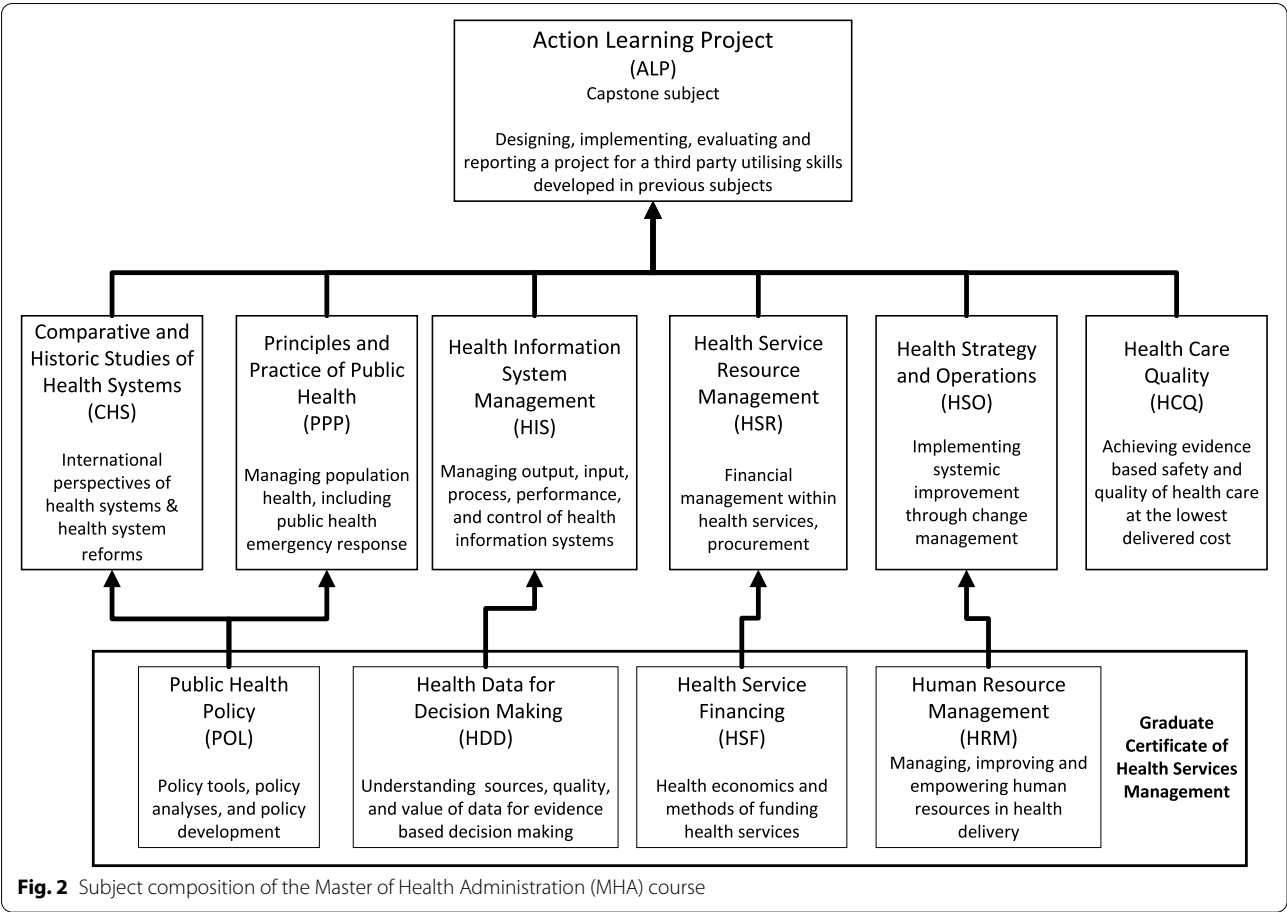 Action Learning Project
(ALP)
Capstone subject
Designing, implementing, evaluating and
reporting a project for a third party utilising skills
developed in previous subjects
Comparative and
Historic Studies of
Health Systems
(CHS)
International
perspectives of
health systems &
health system
reforms
Principles and
Practice of Public
Health
(PPP)
Managing population
health, including
public health
emergency response
Health Information
System
Management
(HIS)
Managing output, input,
process, performance,
and control of health
information systems
Health Service
Resource
Management
(HSR)
Financial
management within
health services,
procurement
Health Strategy
and Operations
(HSO)
Implementing
systemic
improvement
through change
management
Health Care
Quality
(HCQ)
Achieving evidence
based safety and
quality of health care
at the lowest
delivered cost
Public Health
Policy
(POL)
Policy tools, policy
analyses, and policy
development
Health Data for
Decision Making
(HDD)
Understanding sources, quality,
and value of data for evidence
based decision making
Health Service
Financing
(HSF)
Health economics and
methods of funding
health services
Human Resource
Management
(HRM)
Managing, improving and
empowering human
resources in health
delivery
Graduate
Certificate of
Health Services
Management
Fig. 2 Subject composition of the Master of Health Administration (MHA) course